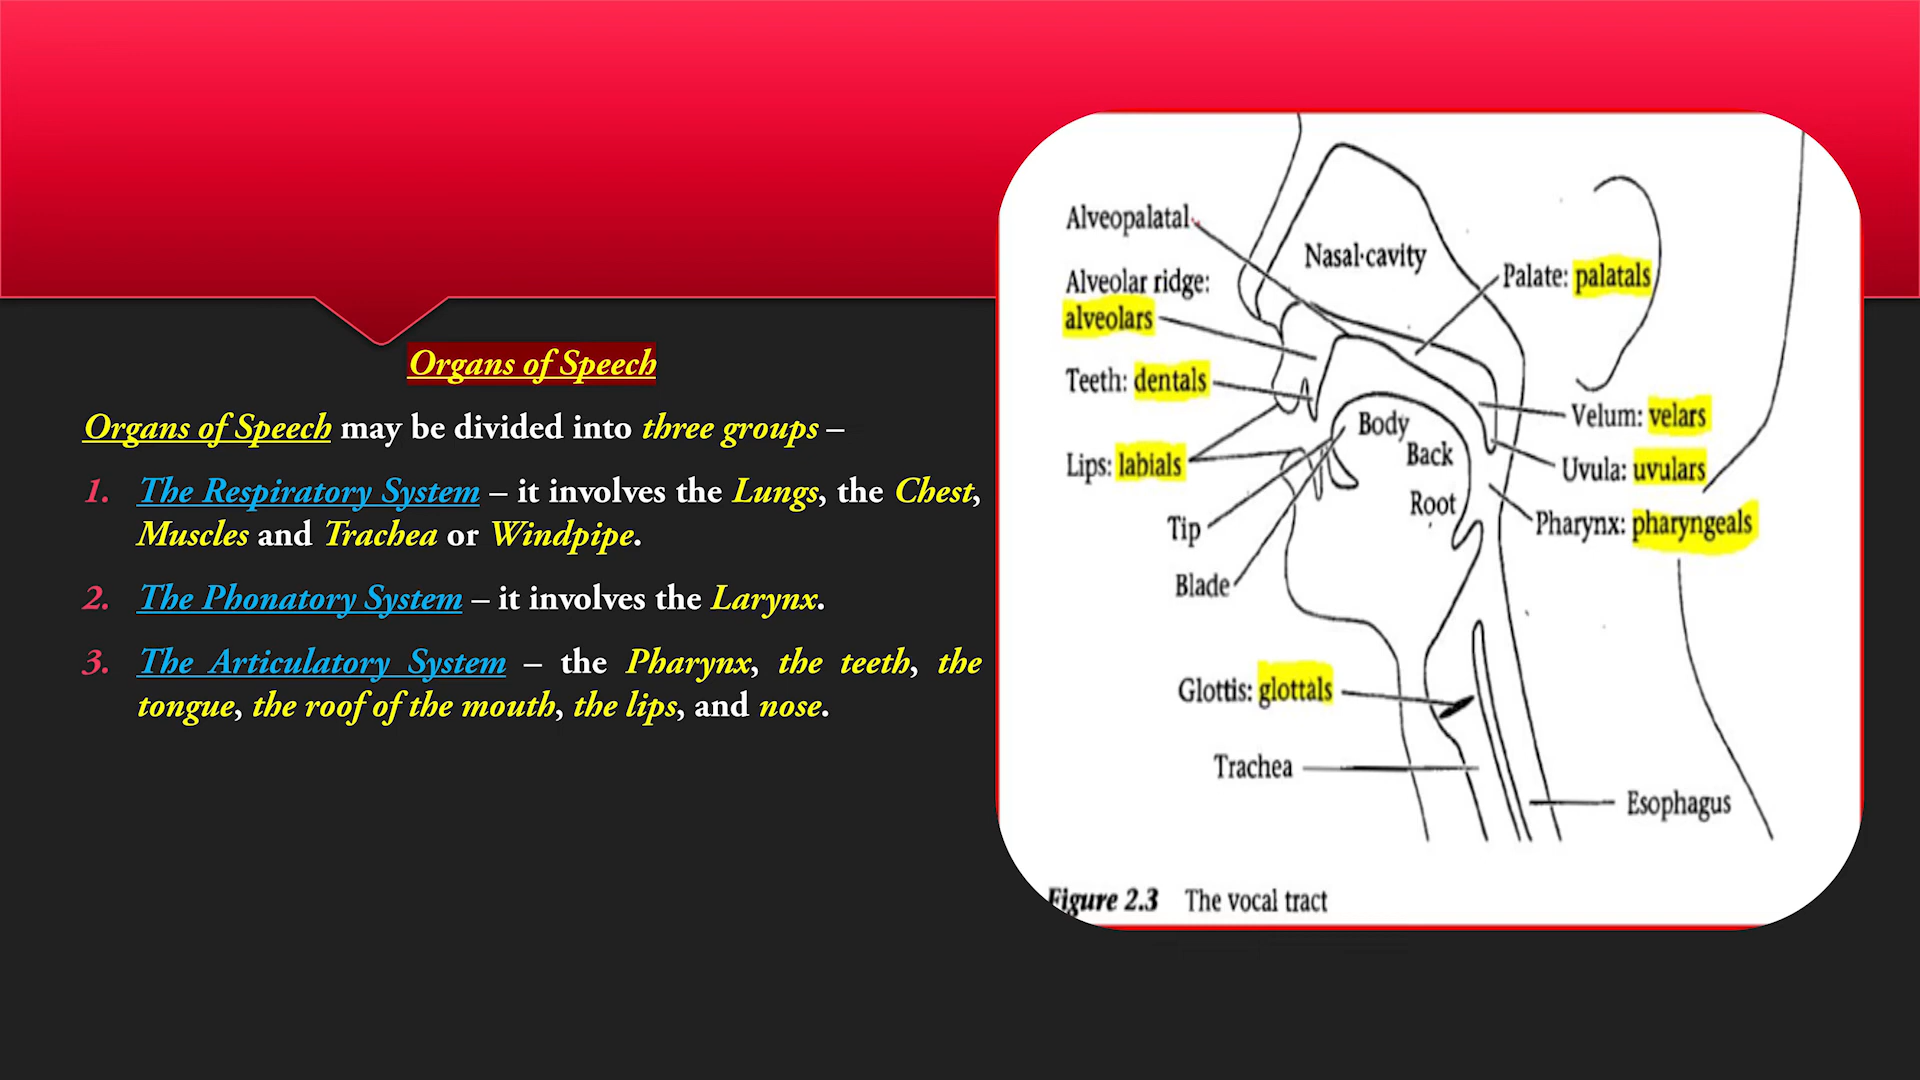 Organs of Speech
Organs of Speech may be divided into three groups –
1. The Respiratory System – it involves the Lungs, the Chest,
Muscles and Trachea or Windpipe.
2. The Phonatory System – it involves the Larynx.
3. The Articulatory System – the Pharynx, the teeth, the
tongue, the roof of the mouth, the lips, and nose.
Alveopalatal
Nasal cavity
Alveolar ridge:
alveolars
Palate: palatals
Teeth: dentals
Velum: velars
Body
Back
Lips: labials
Uvula: uvulars
Root
Tip
Pharynx: pharyngeals
Blade
Glottis: glottals
Trachea
Esophagus
Figure 2.3 The vocal tract